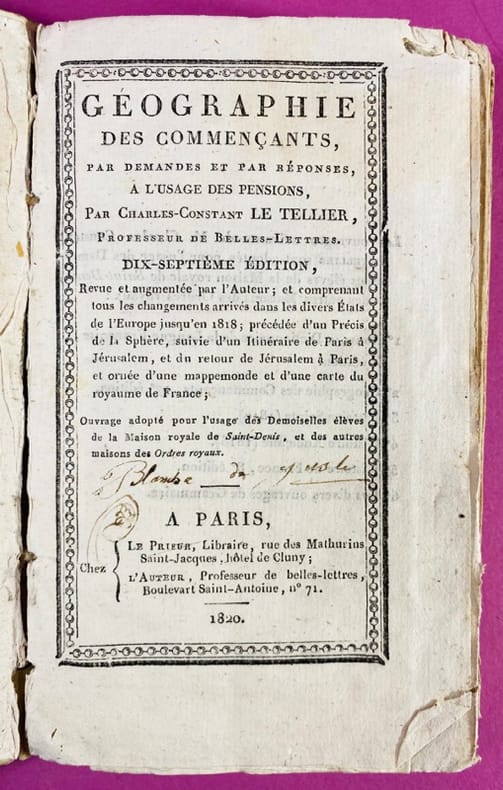 GÉOGRAPHIE
DES COMMENÇANTS,
PAR DEMANDES ET PAR RÉPONSES,
A L'USAGE DES PENSIONS,
PAR CHARLES-CONSTANT LE TELLIER,
PROFESSEUR DE BELLES-LETTRES.
DIX-SEPTIÈME ÉDITION,
Revue et augmentée par l'Auteur; et comprenant
tous les changements arrivés dans les divers États
de l'Europe jusqu'en 1818; précédée d'un Précis
de la Sphère, suivie d'un Itinéraire de Paris à
Jérusalem, et du retour de Jérusalem à Paris,
et ornée d'une mappemonde et d'une carte du
royaume de France;
Ouvrage adopté pour l'usage des Demoiselles élèves
de la Maison royale de Saint-Denis, et des autres
maisons des Ordres royaux.
A PARIS,
Chez
LE PRIEUR, Libraire, rue des Mathurins
Saint-Jacques, hôtel de Cluny;
L'AUTEUR, Professeur de belles-lettres,
Boulevart Saint-Antoine, n° 71.
1820.